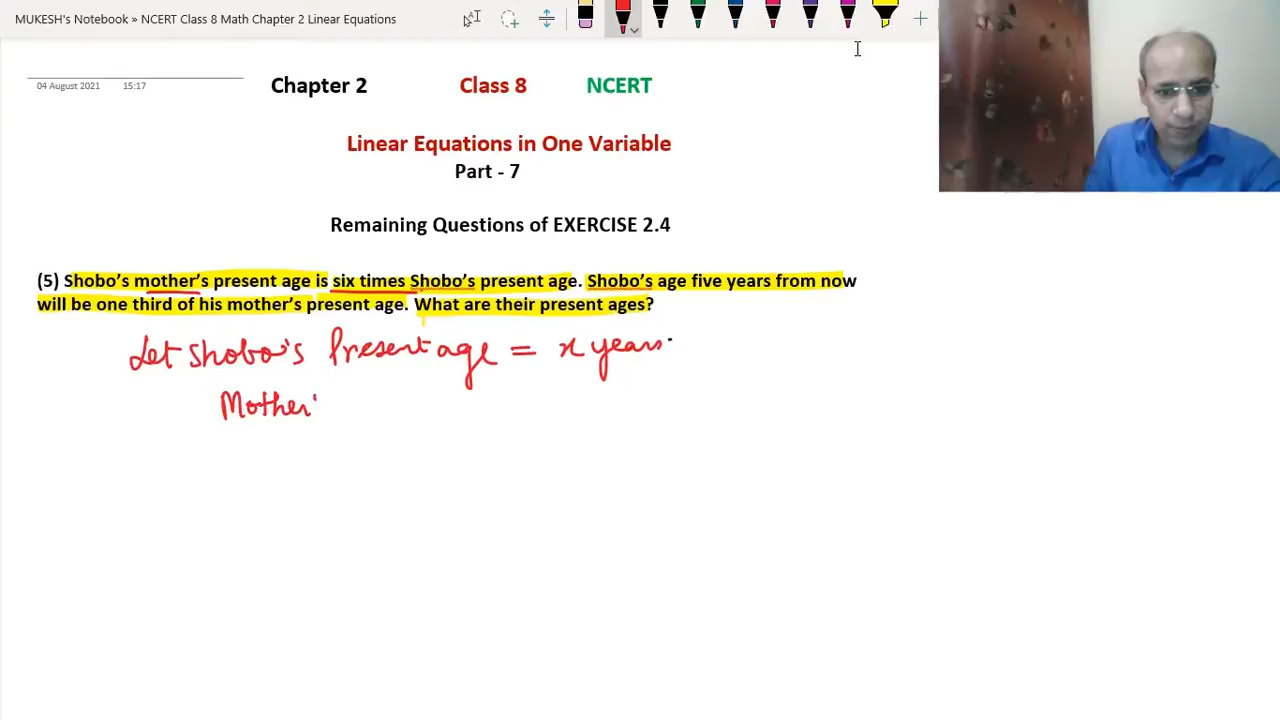 MUKESH's Notebook » NCERT Class 8 Math Chapter 2 Linear Equations
04 August 2021 15:17
Chapter 2 Class 8 NCERT
Linear Equations in One Variable
Part - 7
Remaining Questions of EXERCISE 2.4
(5) Shobo's mother's present age is six times Shobo's present age. Shobo's age five years from now
will be one third of his mother's present age. What are their present ages?
Let Shobo's Present age = x years
Mother'